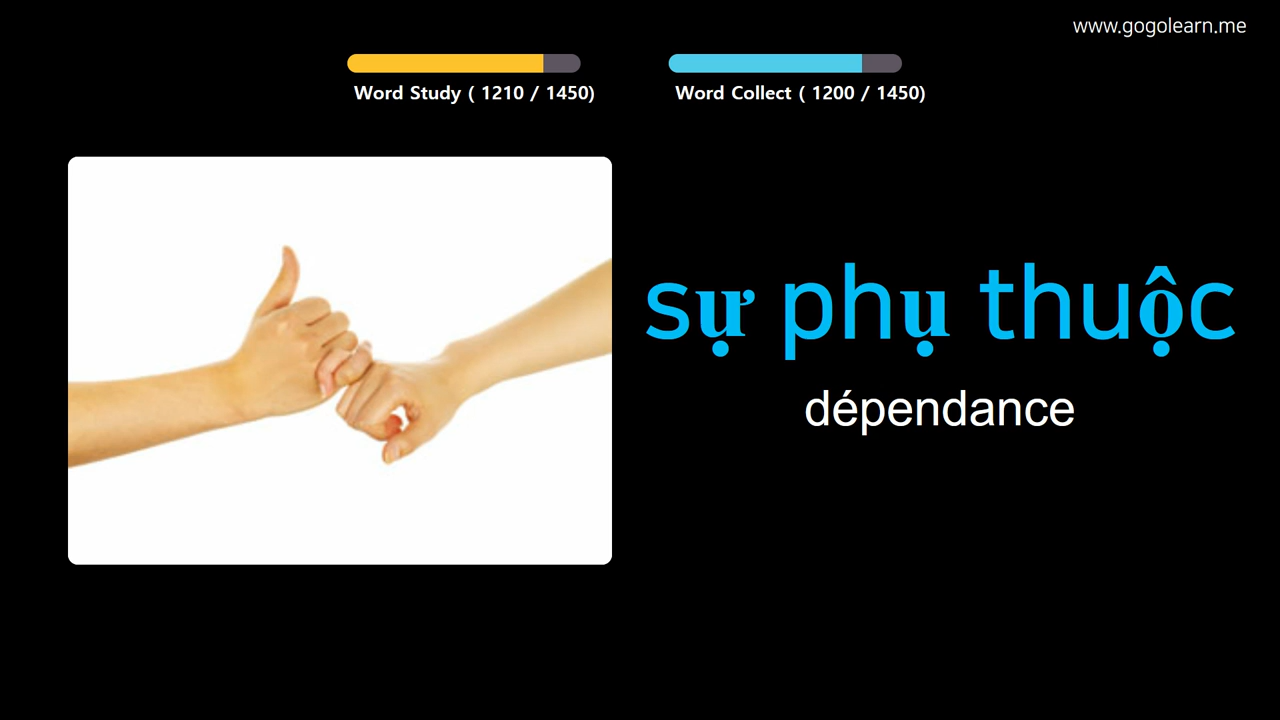 www.gogolearn.me
Word Study ( 1210 / 1450)
Word Collect ( 1200 / 1450)
sự phụ thuộc
dépendance